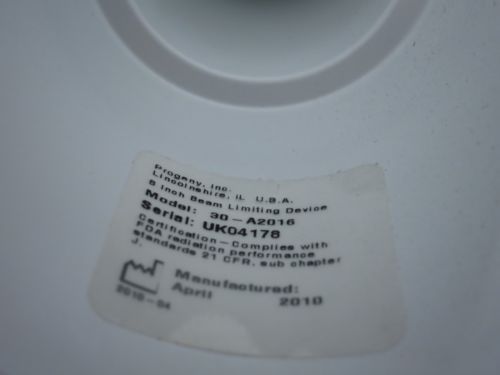 Progeny, Inc.
Lincolnshire, IL U.S.A.
8 Inch Beam Limiting Device
Model: 30-A2016
Serial: UK04178
Certification-Complies with
FDA radiation performance
standards 21 CFR, sub chapter
J.
Manufactured:
April 2010
2010-04